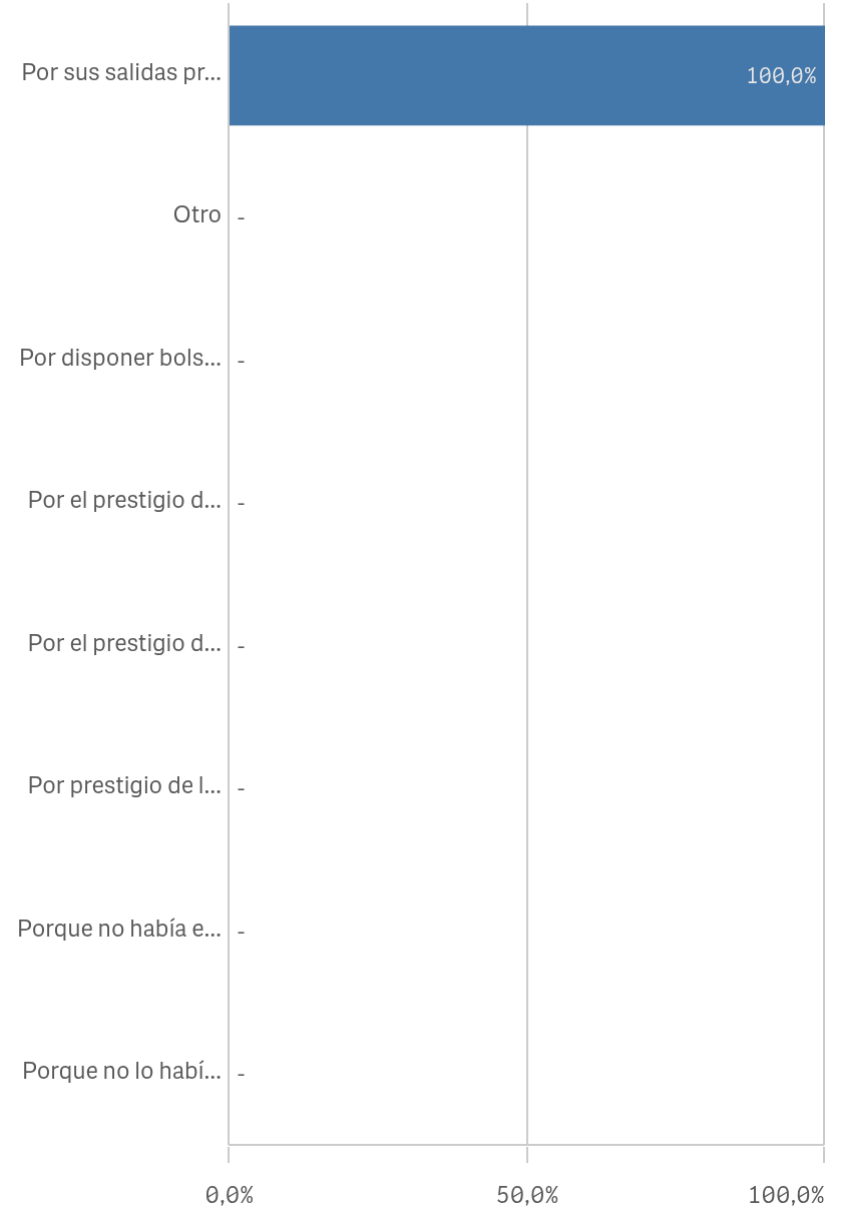 Por sus salidas pr...
100,0%
Otro -
Por disponer bols... -
Por el prestigio d... -
Por el prestigio d... -
Por prestigio de l... -
Porque no había e... -
Porque no lo habí... -
0,0% 50,0% 100,0%